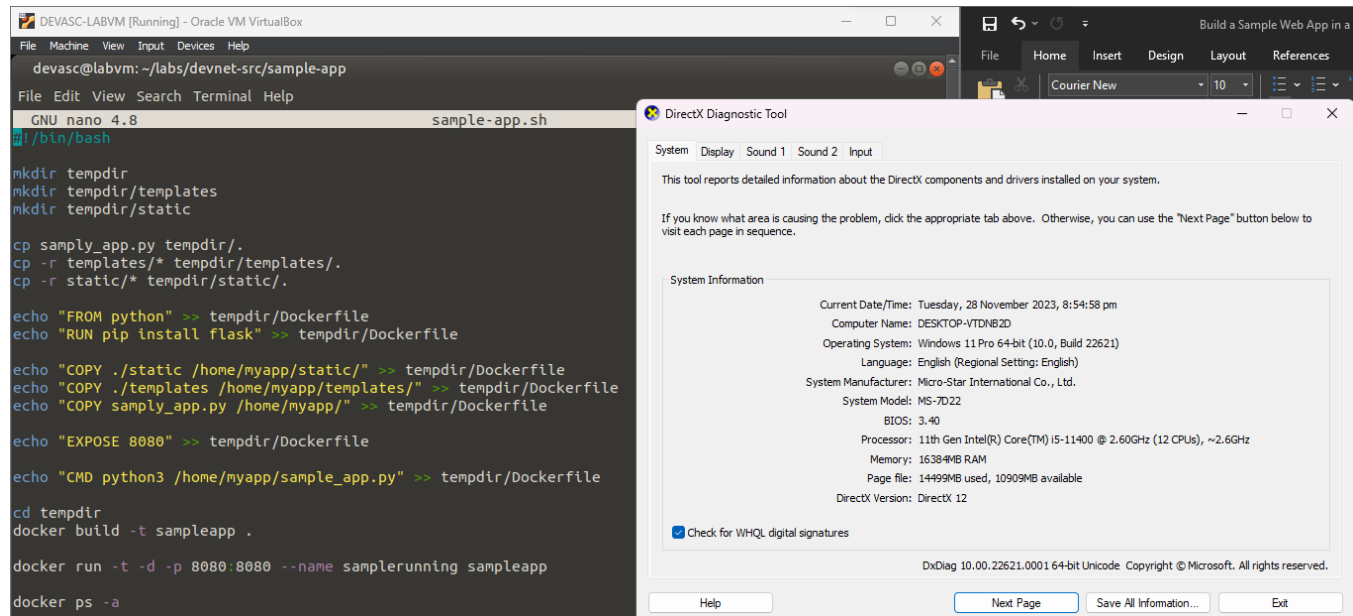 DEVASC-LABVM [Running] - Oracle VM VirtualBox
File Machine View Input Devices Help
devasc@labvm: ~/labs/devnet-src/sample-app
File Edit View Search Terminal Help
GNU nano 4.8 sample-app.sh
#!/bin/bash
mkdir tempdir
mkdir tempdir/templates
mkdir tempdir/static
cp samply_app.py tempdir/.
cp -r templates/* tempdir/templates/.
cp -r static/* tempdir/static/.
echo "FROM python" >> tempdir/Dockerfile
echo "RUN pip install flask" >> tempdir/Dockerfile
echo "COPY ./static /home/myapp/static/" >> tempdir/Dockerfile
echo "COPY ./templates /home/myapp/templates/" >> tempdir/Dockerfile
echo "COPY samply_app.py /home/myapp/" >> tempdir/Dockerfile
echo "EXPOSE 8080" >> tempdir/Dockerfile
echo "CMD python3 /home/myapp/sample_app.py" >> tempdir/Dockerfile
cd tempdir
docker build -t sampleapp .
docker run -t -d -p 8080:8080 --name samplerunning sampleapp
docker ps -a
Build a Sample Web App in a
File Home Insert Design Layout References
Courier New 10
DirectX Diagnostic Tool
System Display Sound 1 Sound 2 Input
This tool reports detailed information about the DirectX components and drivers installed on your system.
If you know what area is causing the problem, click the appropriate tab above. Otherwise, you can use the "Next Page" button below to
visit each page in sequence.
System Information
Current Date/Time: Tuesday, 28 November 2023, 8:54:58 pm
Computer Name: DESKTOP-VTDNB2D
Operating System: Windows 11 Pro 64-bit (10.0, Build 22621)
Language: English (Regional Setting: English)
System Manufacturer: Micro-Star International Co., Ltd.
System Model: MS-7D22
BIOS: 3.40
Processor: 11th Gen Intel(R) Core(TM) i5-11400 @ 2.60GHz (12 CPUs), ~2.6GHz
Memory: 16384MB RAM
Page file: 14499MB used, 10909MB available
DirectX Version: DirectX 12
Check for WHQL digital signatures
DxDiag 10.00.22621.0001 64-bit Unicode Copyright © Microsoft. All rights reserved.
Help Next Page Save All Information... Exit